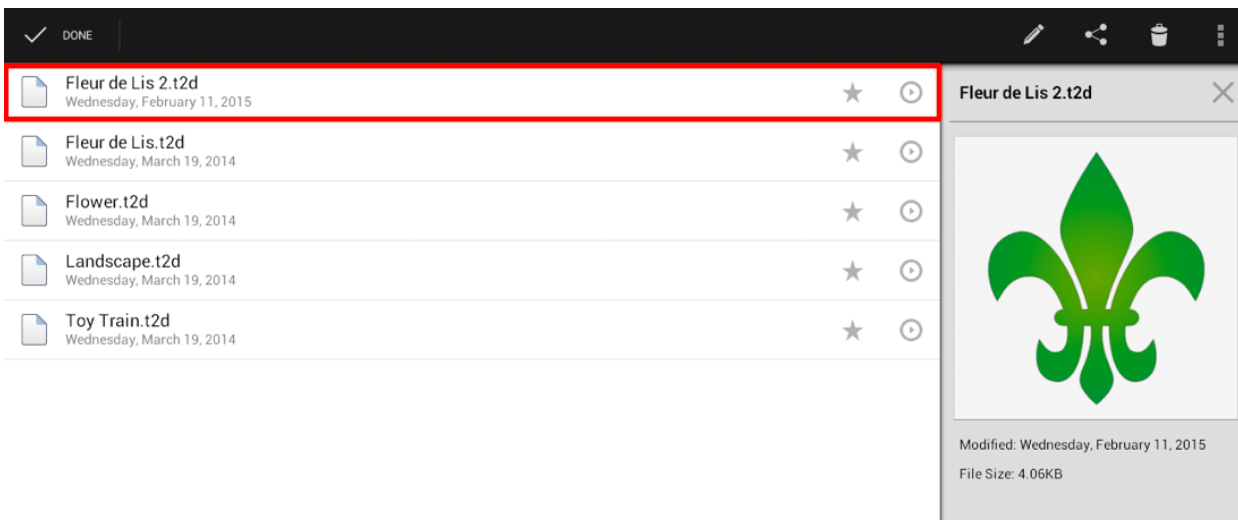 DONE
Fleur de Lis 2.t2d
Wednesday, February 11, 2015
Fleur de Lis.t2d
Wednesday, March 19, 2014
Flower.t2d
Wednesday, March 19, 2014
Landscape.t2d
Wednesday, March 19, 2014
Toy Train.t2d
Wednesday, March 19, 2014
Fleur de Lis 2.t2d
Modified: Wednesday, February 11, 2015
File Size: 4.06KB